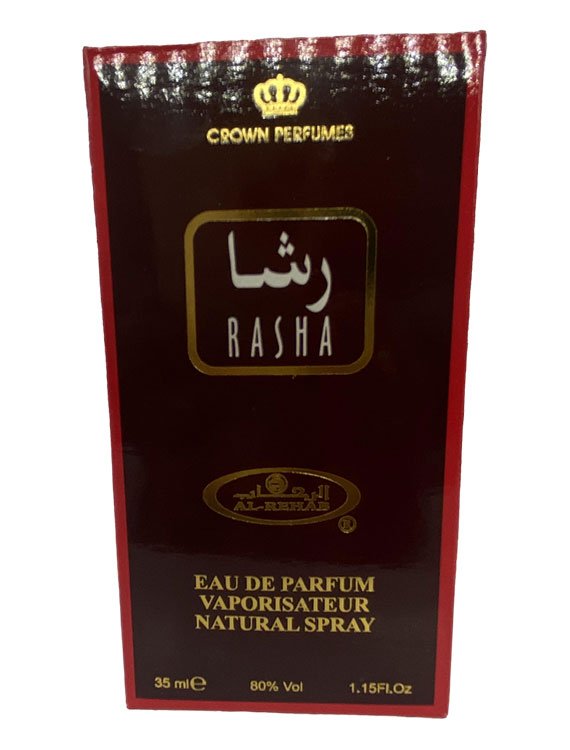 CROWN PERFUMES
رشا
RASHA
الرحاب
AL-REHAB
®
EAU DE PARFUM
VAPORISATEUR
NATURAL SPRAY
35 ml℮ 80% Vol 1.15Fl.Oz